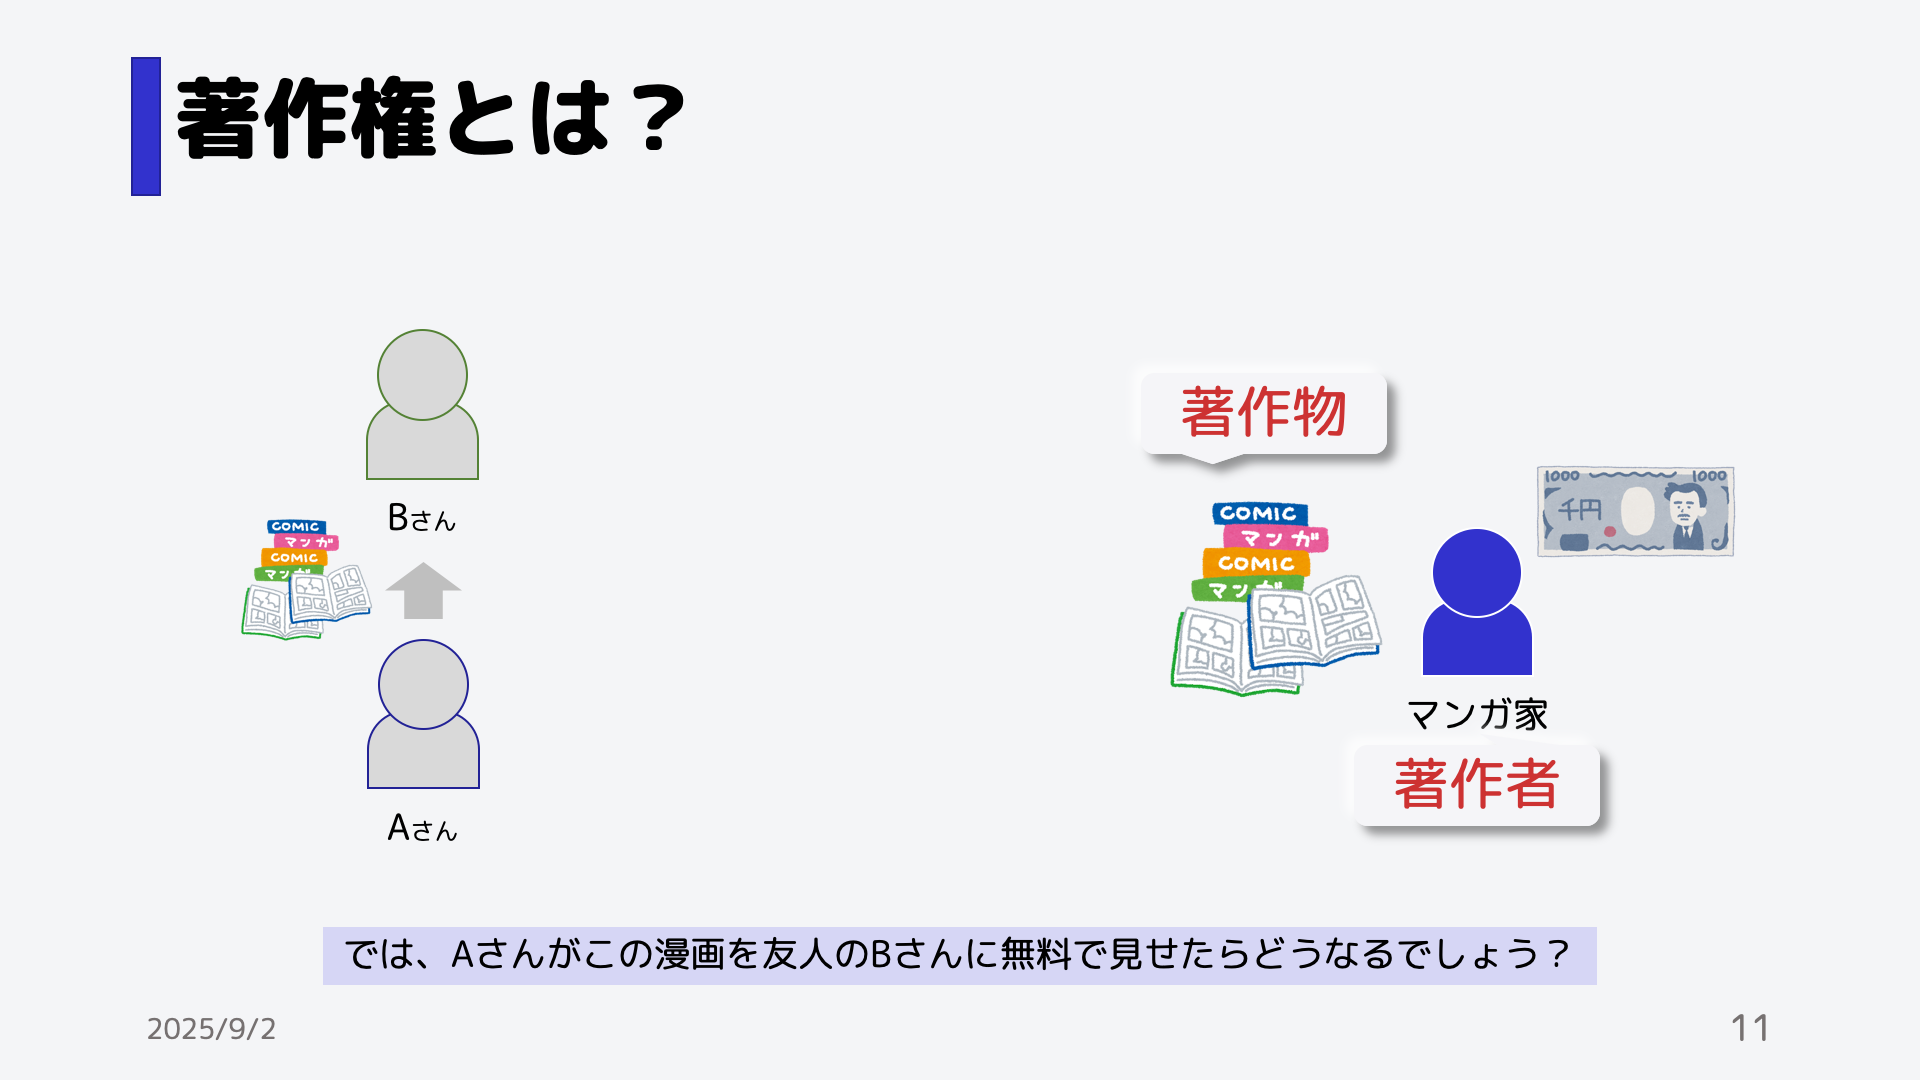 著作権とは？
著作物
1000 1000
千円
COMIC
マンガ
COMIC
マンガ
Bさん
COMIC
マンガ
COMIC
マンガ
マンガ家
著作者
Aさん
では、Aさんがこの漫画を友人のBさんに無料で見せたらどうなるでしょう？
2025/9/2
11